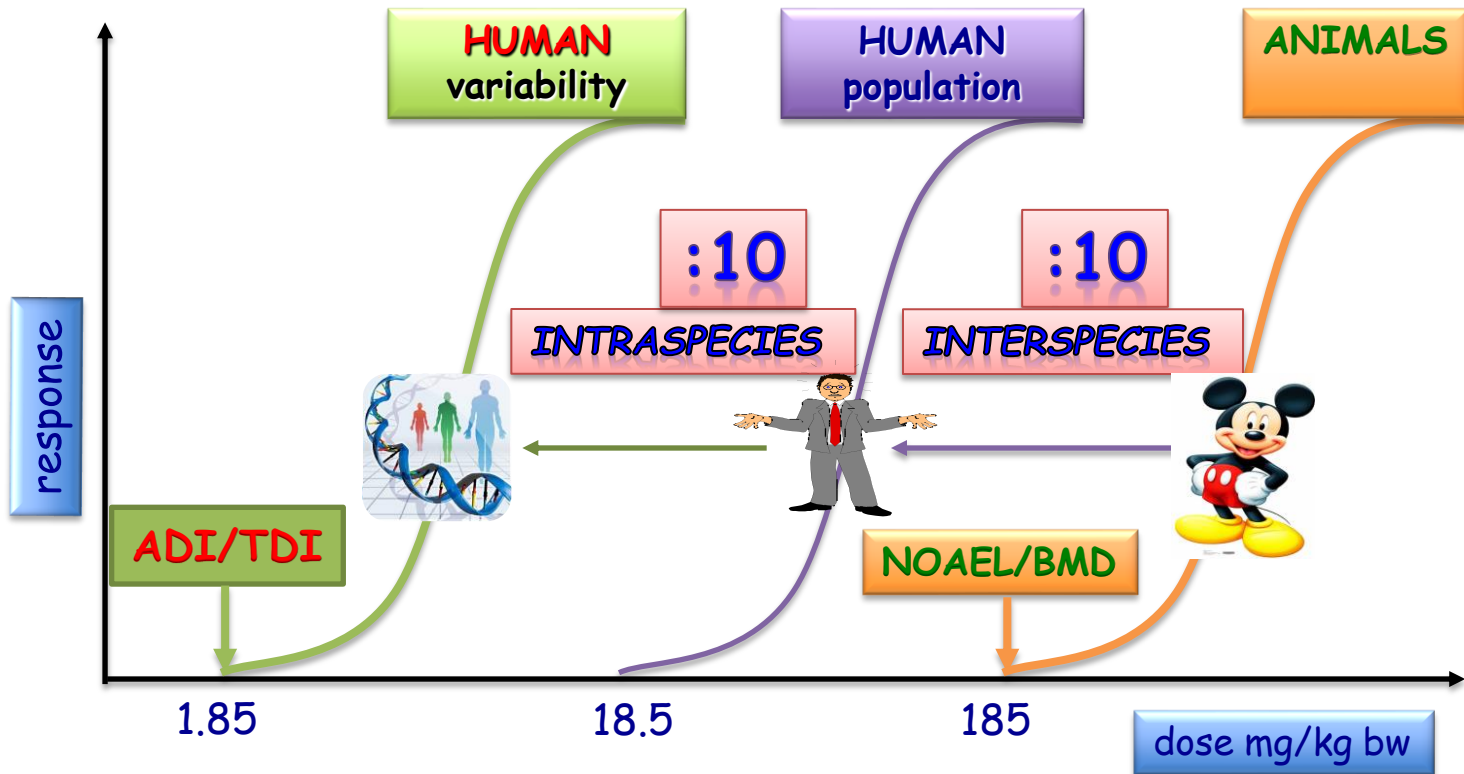 HUMAN
variability
HUMAN
population
ANIMALS
:10
:10
INTRASPECIES
INTERSPECIES
response
ADI/TDI
NOAEL/BMD
1.85
18.5
185
dose mg/kg bw